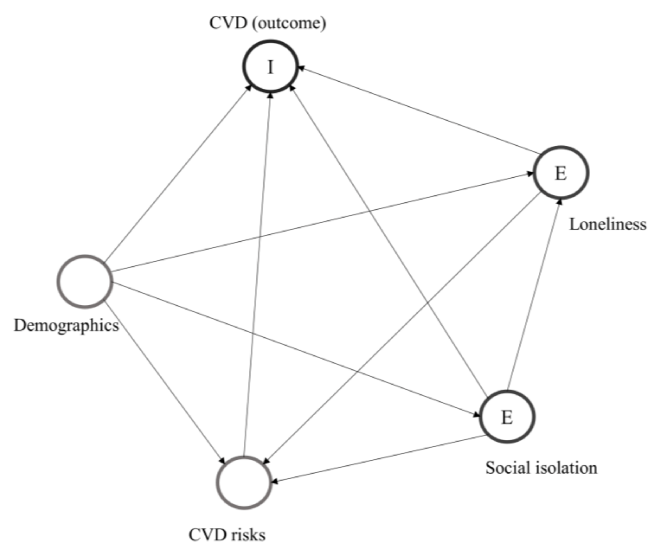 CVD (outcome)
I
E
Loneliness
Demographics
E
Social isolation
CVD risks